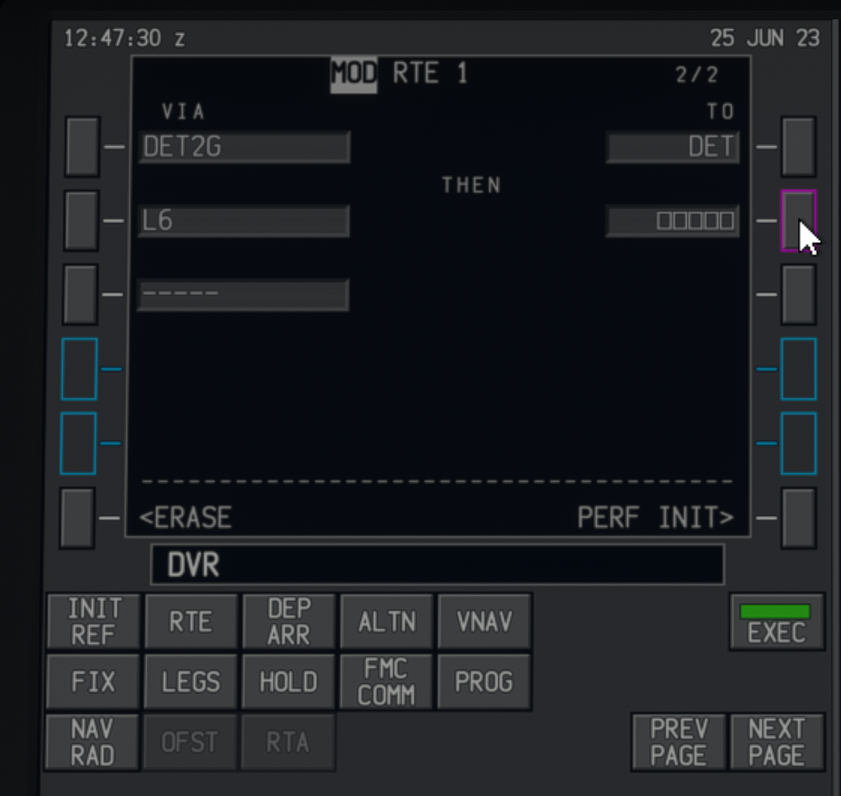 12:47:30 z 25 JUN 23
MOD RTE 1 2/2
VIA TO
DET2G DET
THEN
L6 □□□□□
-----
<ERASE PERF INIT>
DVR
INIT REF RTE DEP ARR ALTN VNAV EXEC
FIX LEGS HOLD FMC COMM PROG
NAV RAD OFST RTA PREV PAGE NEXT PAGE